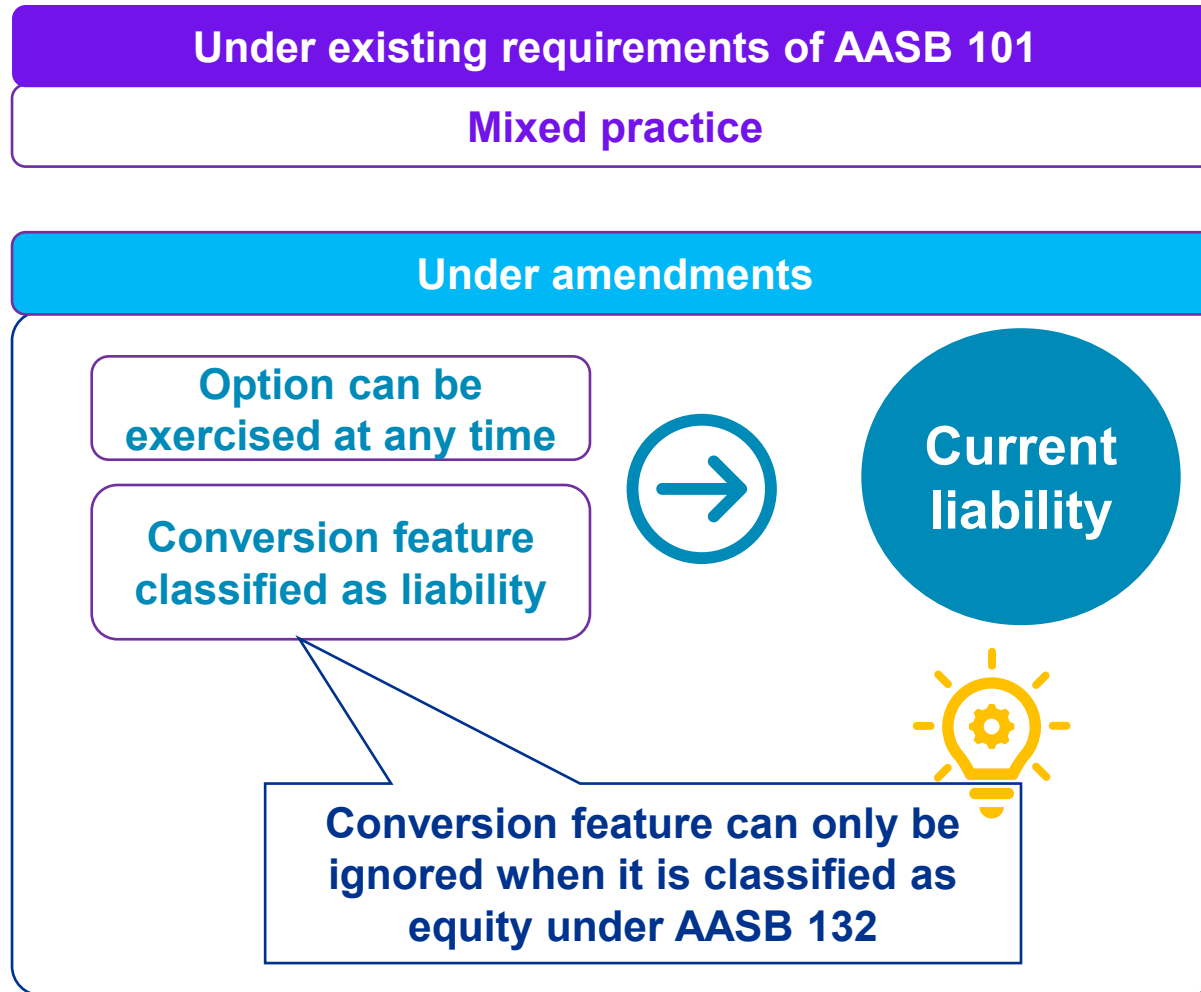 Under existing requirements of AASB 101
Mixed practice
Under amendments
Option can be
exercised at any time
Conversion feature
classified as liability
Current
liability
Conversion feature can only be
ignored when it is classified as
equity under AASB 132